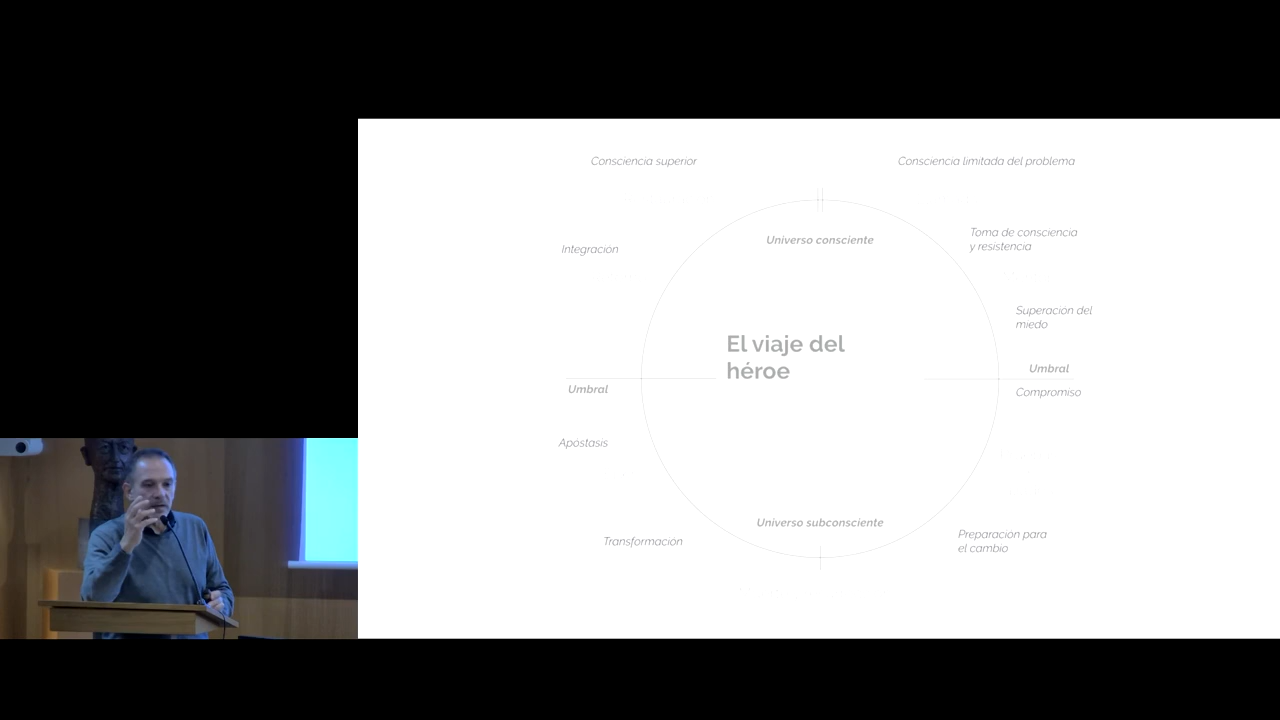 Consciencia superior
Consciencia limitada del problema
Toma de consciencia
y resistencia
Universo consciente
Integración
Superación del
miedo
El viaje del
héroe
Umbral
Compromiso
Umbral
Apóstasis
Universo subconsciente
Transformación
Preparación para
el cambio